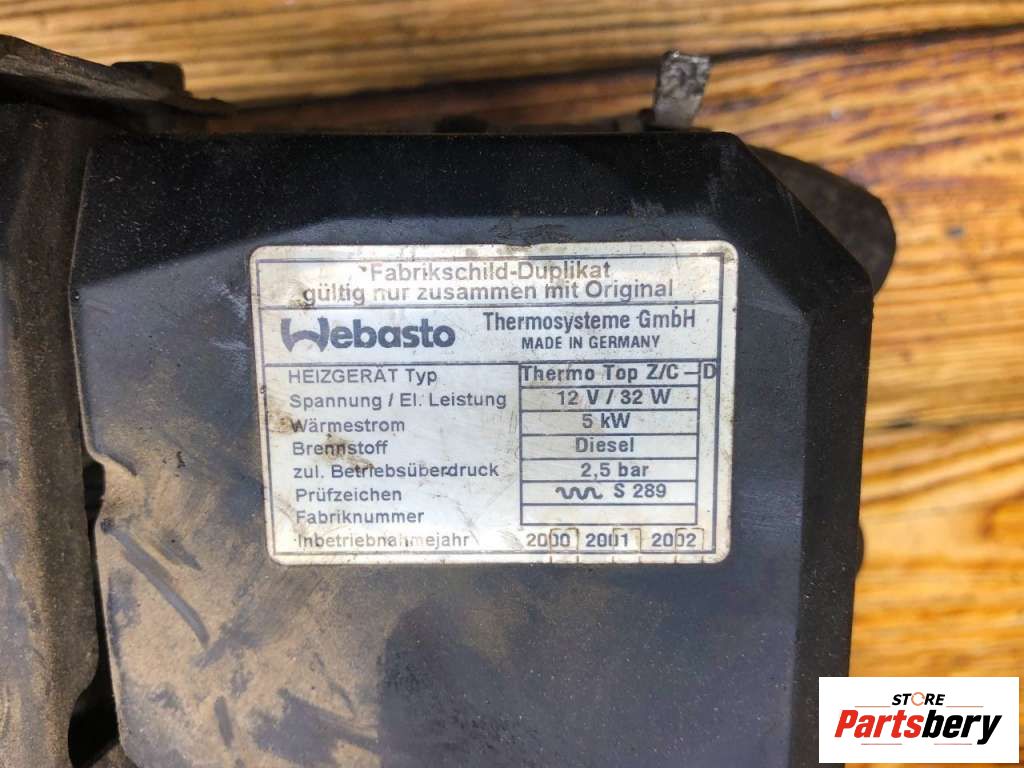 Fabrikschild-Duplikat
gültig nur zusammen mit Original
Webasto Thermosysteme GmbH
MADE IN GERMANY
HEIZGERÄT Typ Thermo Top Z/C - D
Spannung / El. Leistung 12 V / 32 W
Wärmestrom 5 kW
Brennstoff Diesel
zul. Betriebsüberdruck 2,5 bar
Prüfzeichen S 289
Fabriknummer
Inbetriebnahmejahr 2000 2001 2002
STORE
Partsbery